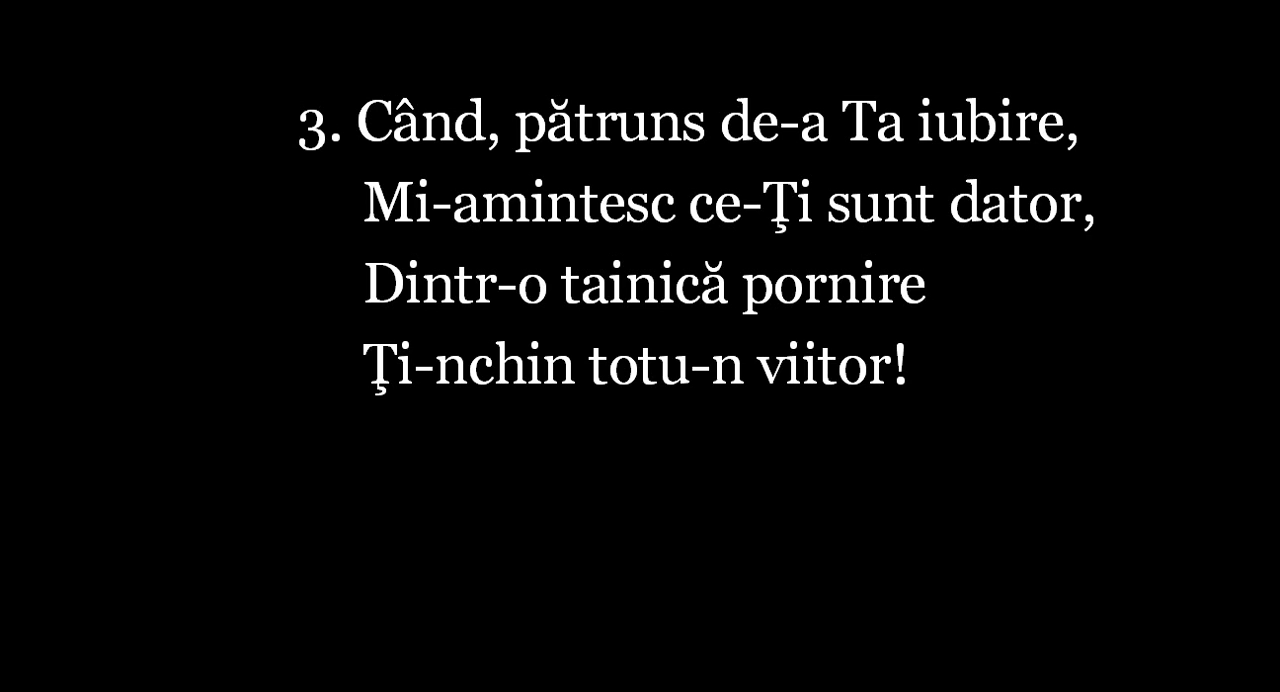 3. Când, pătruns de-a Ta iubire,
Mi-amintesc ce-Ţi sunt dator,
Dintr-o tainică pornire
Ţi-nchin totu-n viitor!